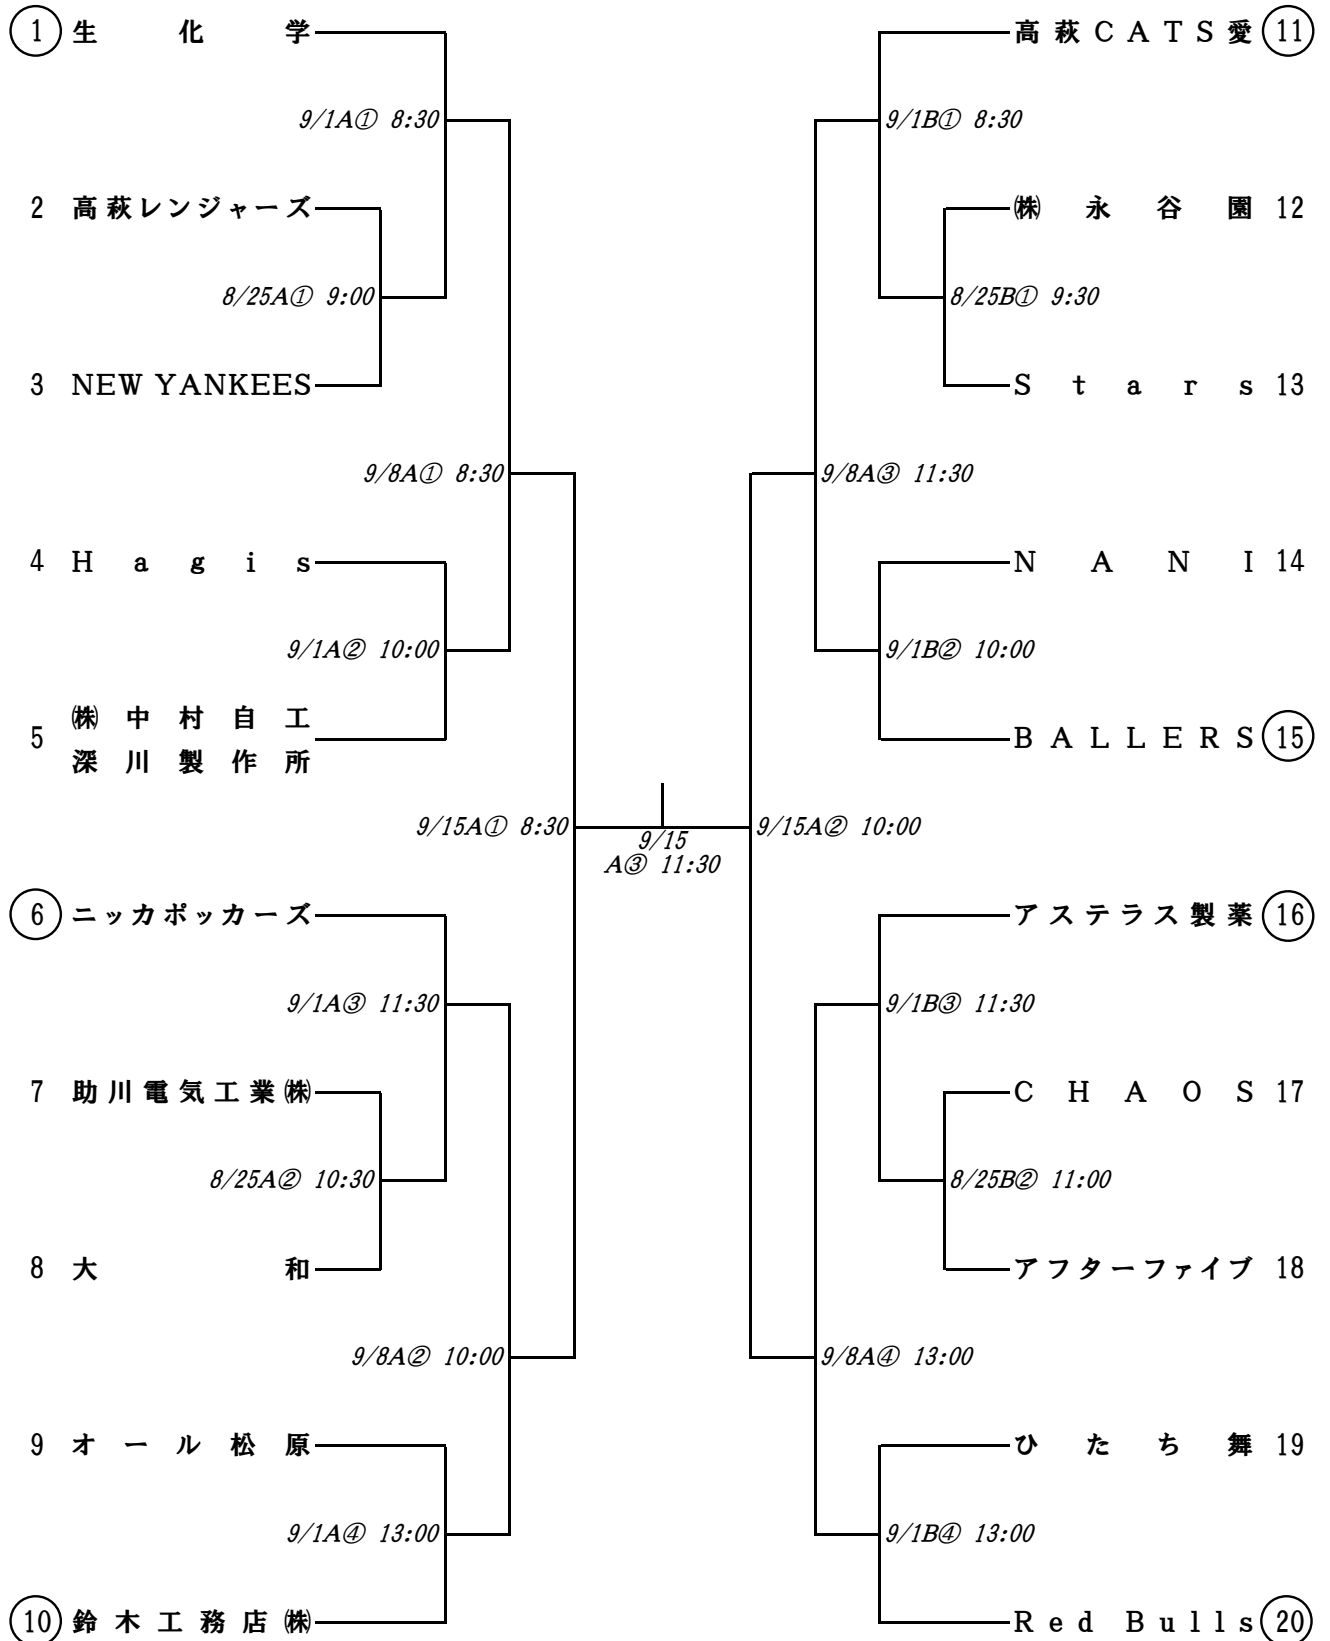 1 生化学
9/1A① 8:30
2 高萩レンジャーズ
8/25A① 9:00
3 NEW YANKEES
9/8A① 8:30
4 Hagis
9/1A② 10:00
5 ㈱中村自工
深川製作所
9/15A① 8:30
6 ニッカポッカーズ
9/1A③ 11:30
7 助川電気工業㈱
8/25A② 10:30
8 大和
9/8A② 10:00
9 オール松原
9/1A④ 13:00
10 鈴木工務店㈱
9/15
A③ 11:30
高萩CATS愛 11
9/1B① 8:30
㈱永谷園 12
8/25B① 9:30
Stars 13
9/8A③ 11:30
NANI 14
9/1B② 10:00
BALLERS 15
9/15A② 10:00
アステラス製薬 16
9/1B③ 11:30
CHAOS 17
8/25B② 11:00
アフターファイブ 18
9/8A④ 13:00
ひたち舞 19
9/1B④ 13:00
Red Bulls 20